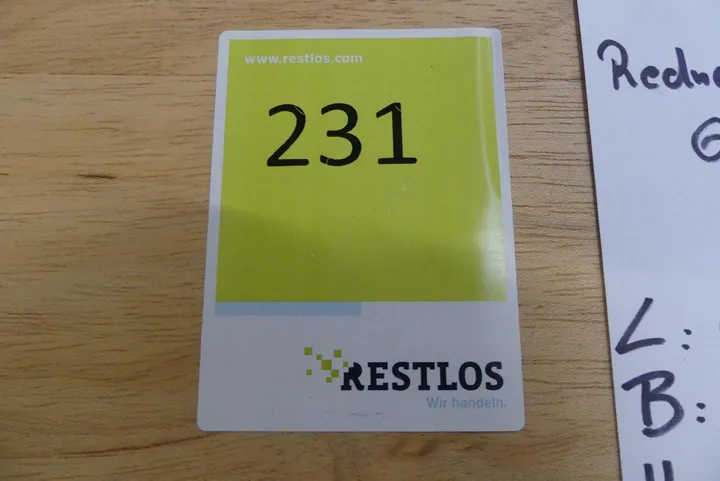 www.restlos.com
231
RESTLOS
Wir handeln.
L:
B: